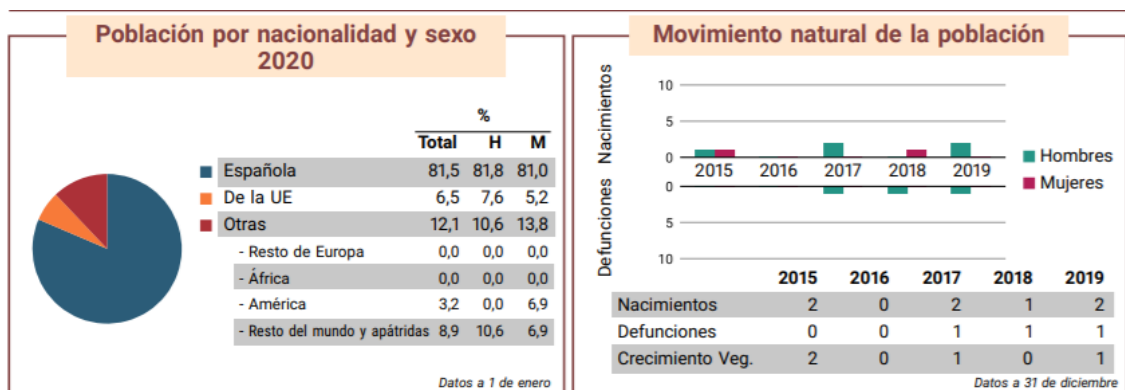 Población por nacionalidad y sexo
2020
%
Total H M
Española 81,5 81,8 81,0
De la UE 6,5 7,6 5,2
Otras 12,1 10,6 13,8
- Resto de Europa 0,0 0,0 0,0
- África 0,0 0,0 0,0
- América 3,2 0,0 6,9
- Resto del mundo y apátridas 8,9 10,6 6,9
Datos a 1 de enero
Movimiento natural de la población
Nacimientos
10
5
0
2015 2016 2017 2018 2019
Hombres
Mujeres
Defunciones
0
5
10
2015 2016 2017 2018 2019
Nacimientos 2 0 2 1 2
Defunciones 0 0 1 1 1
Crecimiento Veg. 2 0 1 0 1
Datos a 31 de diciembre